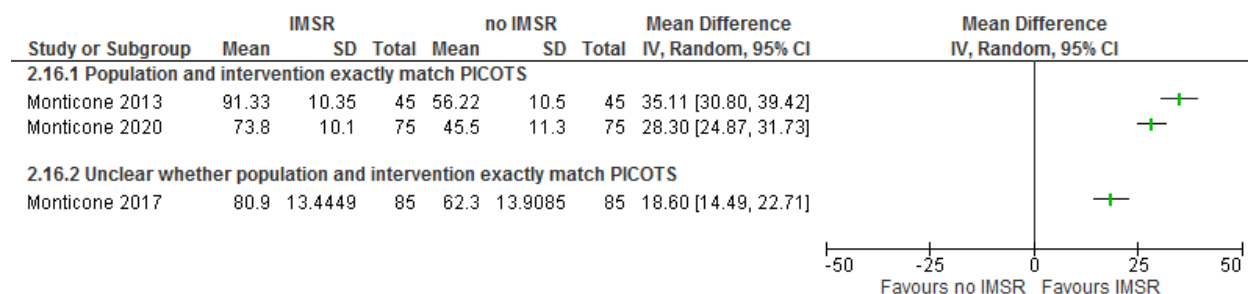 IMSR no IMSR Mean Difference Mean Difference
Study or Subgroup Mean SD Total Mean SD Total IV, Random, 95% CI IV, Random, 95% CI
2.16.1 Population and intervention exactly match PICOTS
Monticone 2013 91.33 10.35 45 56.22 10.5 45 35.11 [30.80, 39.42]
Monticone 2020 73.8 10.1 75 45.5 11.3 75 28.30 [24.87, 31.73]
2.16.2 Unclear whether population and intervention exactly match PICOTS
Monticone 2017 80.9 13.4449 85 62.3 13.9085 85 18.60 [14.49, 22.71]
-50 -25 0 25 50
Favours no IMSR Favours IMSR